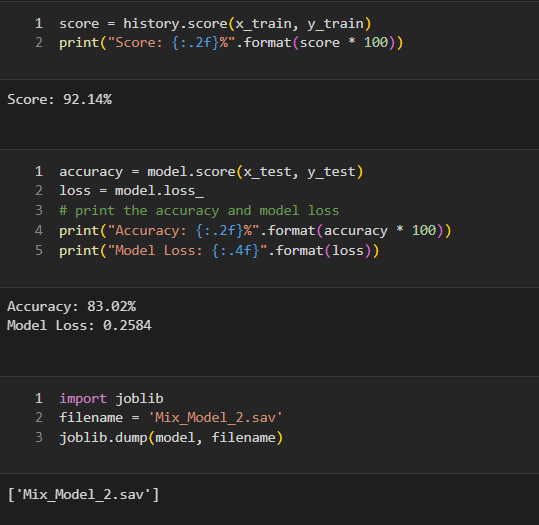 1 score = history.score(x_train, y_train)
2 print("Score: {:.2f}%".format(score * 100))
Score: 92.14%
1 accuracy = model.score(x_test, y_test)
2 loss = model.loss_
3 # print the accuracy and model loss
4 print("Accuracy: {:.2f}%".format(accuracy * 100))
5 print("Model Loss: {:.4f}".format(loss))
Accuracy: 83.02%
Model Loss: 0.2584
1 import joblib
2 filename = 'Mix_Model_2.sav'
3 joblib.dump(model, filename)
['Mix_Model_2.sav']